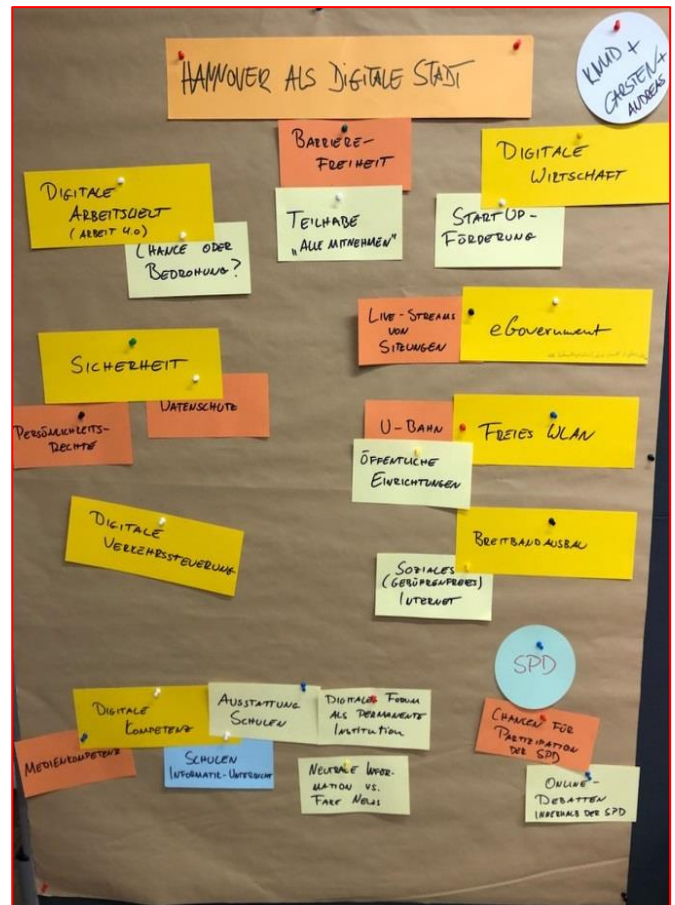 HANNOVER ALS DIGITALE STADT
KNUD +
CARSTEN +
ANDREAS
BARRIERE-
FREIHEIT
DIGITALE
WIRTSCHAFT
DIGITALE
ARBEITSWELT
(ARBEIT 4.0)
TEILHABE
„ALLE MITNEHMEN"
START UP-
FÖRDERUNG
CHANCE ODER
BEDROHUNG?
LIVE-STREAMS
VON
SITZUNGEN
eGovernment
SICHERHEIT
DATENSCHUTZ
PERSÖNLICHKEITS-
RECHTE
U-BAHN
FREIES WLAN
ÖFFENTLICHE
EINRICHTUNGEN
DIGITALE
VERKEHRSSTEUERUNG
BREITBANDAUSBAU
SOZIALES
(GEBÜHRENFREIES)
INTERNET
SPD
DIGITALE
KOMPETENZ
AUSSTATTUNG
SCHULEN
DIGITALES FORUM
ALS PERMANENTE
INSTITUTION
CHANCEN FÜR
PARTIZIPATION
DER SPD
MEDIENKOMPETENZ
SCHULEN
INFORMATIK-UNTERRICHT
NEUTRALE INFOR-
MATION VS.
FAKE NEWS
ONLINE-
DEBATTEN
INNERHALB DER SPD